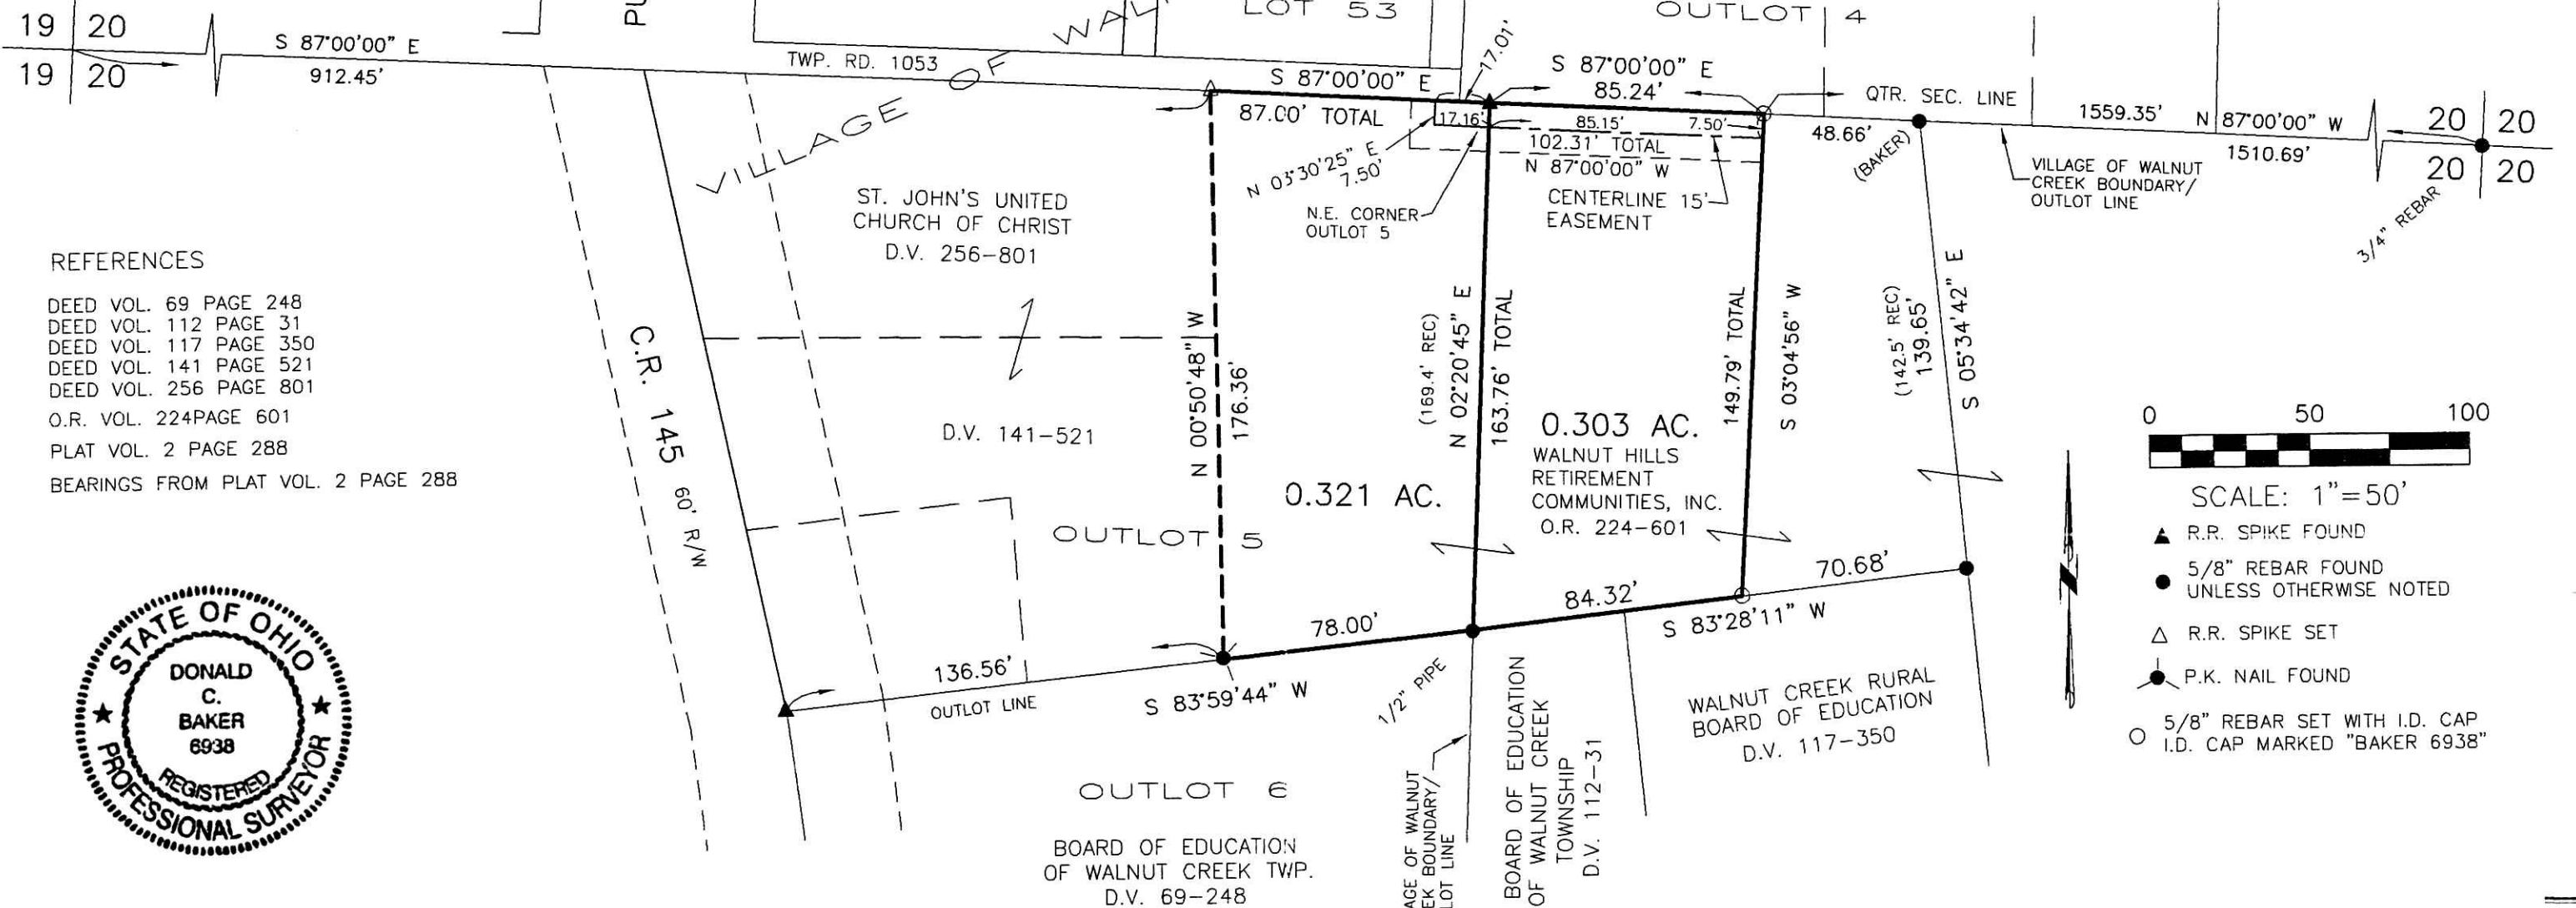 19 20
19 20
S 87°00'00" E
912.45'
PU
TWP. RD. 1053
VILLAGE OF WAL
LOT 53
OUTLOT 4
17.01'
S 87°00'00" E
87.00' TOTAL
S 87°00'00" E
85.24'
QTR. SEC. LINE
1559.35'
N 87°00'00" W
1510.69'
20 20
20 20
3/4" REBAR
17.16'
85.15'
7.50'
102.31' TOTAL
N 87°00'00" W
48.66'
(BAKER)
VILLAGE OF WALNUT
CREEK BOUNDARY/
OUTLOT LINE
N 03°30'25" E
7.50'
N.E. CORNER
OUTLOT 5
CENTERLINE 15'
EASEMENT
ST. JOHN'S UNITED
CHURCH OF CHRIST
D.V. 256-801
REFERENCES
DEED VOL. 69 PAGE 248
DEED VOL. 112 PAGE 31
DEED VOL. 117 PAGE 350
DEED VOL. 141 PAGE 521
DEED VOL. 256 PAGE 801
O.R. VOL. 224PAGE 601
PLAT VOL. 2 PAGE 288
BEARINGS FROM PLAT VOL. 2 PAGE 288
C.R. 145 60' R/W
D.V. 141-521
N 00°50'48" W
176.36'
(169.4' REC)
N 02°20'45" E
163.76' TOTAL
149.79' TOTAL
S 03°04'56" W
(142.5' REC)
139.65'
S 05°34'42" E
0.303 AC.
WALNUT HILLS
RETIREMENT
COMMUNITIES, INC.
O.R. 224-601
0.321 AC.
OUTLOT 5
0 50 100
SCALE: 1"=50'
R.R. SPIKE FOUND
5/8" REBAR FOUND
UNLESS OTHERWISE NOTED
R.R. SPIKE SET
P.K. NAIL FOUND
5/8" REBAR SET WITH I.D. CAP
I.D. CAP MARKED "BAKER 6938"
70.68'
84.32'
S 83°28'11" W
78.00'
136.56'
OUTLOT LINE
S 83°59'44" W
1/2" PIPE
STATE OF OHIO
DONALD
C.
BAKER
6938
REGISTERED
PROFESSIONAL SURVEYOR
OUTLOT 6
BOARD OF EDUCATION
OF WALNUT CREEK TWP.
D.V. 69-248
AGE OF WALNUT
EK BOUNDARY/
LOT LINE
BOARD OF EDUCATION
OF WALNUT CREEK
TOWNSHIP
D.V. 112-31
WALNUT CREEK RURAL
BOARD OF EDUCATION
D.V. 117-350